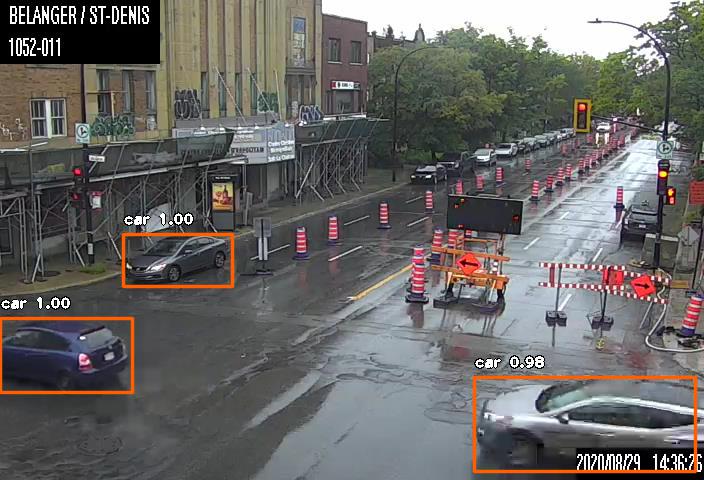 BELANGER / ST-DENIS
1052-011
car 1.00
car 1.00
car 0.98
2020/08/29 14:36:26